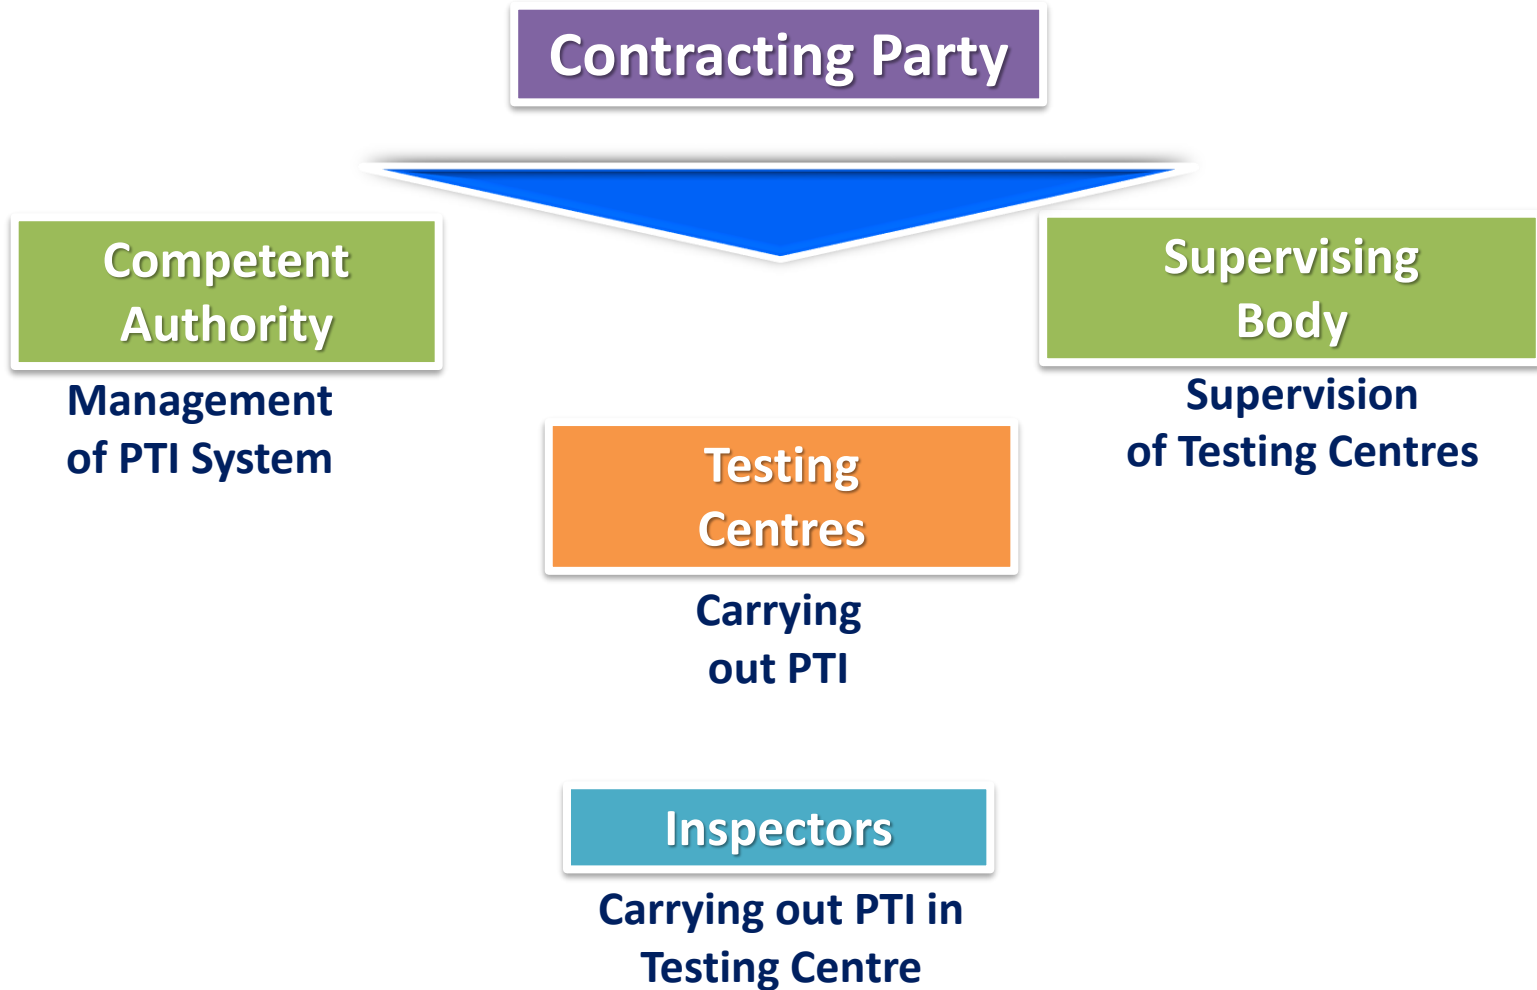 Contracting Party
Competent
Authority
Management
of PTI System
Supervising
Body
Supervision
of Testing Centres
Testing
Centres
Carrying
out PTI
Inspectors
Carrying out PTI in
Testing Centre